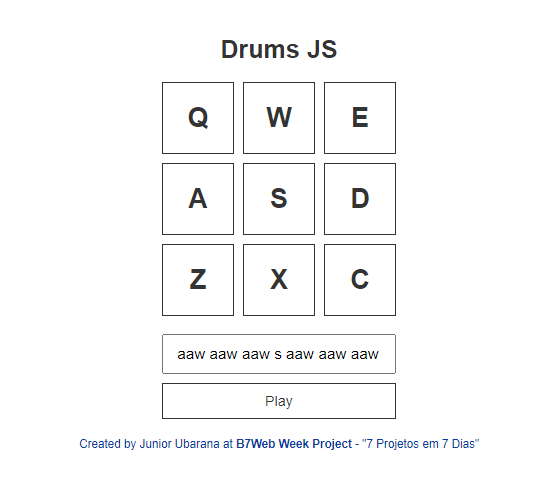 Drums JS
Q W E
A S D
Z X C
aaw aaw aaw s aaw aaw aaw
Play
Created by Junior Ubarana at B7Web Week Project - "7 Projetos em 7 Dias"